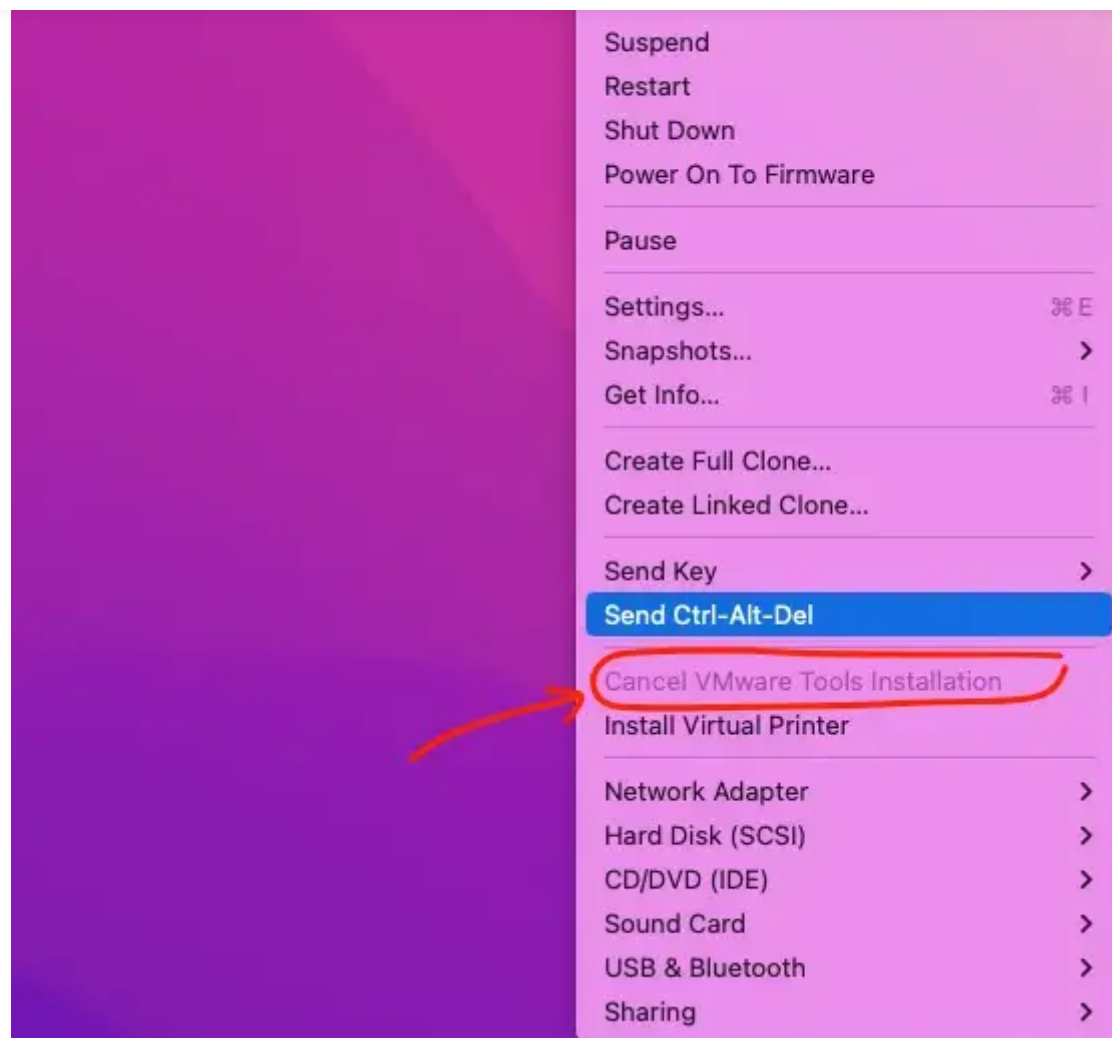 Suspend
Restart
Shut Down
Power On To Firmware
Pause
Settings... ⌘ E
Snapshots...
Get Info... ⌘ I
Create Full Clone...
Create Linked Clone...
Send Key
Send Ctrl-Alt-Del
Cancel VMware Tools Installation
Install Virtual Printer
Network Adapter
Hard Disk (SCSI)
CD/DVD (IDE)
Sound Card
USB & Bluetooth
Sharing